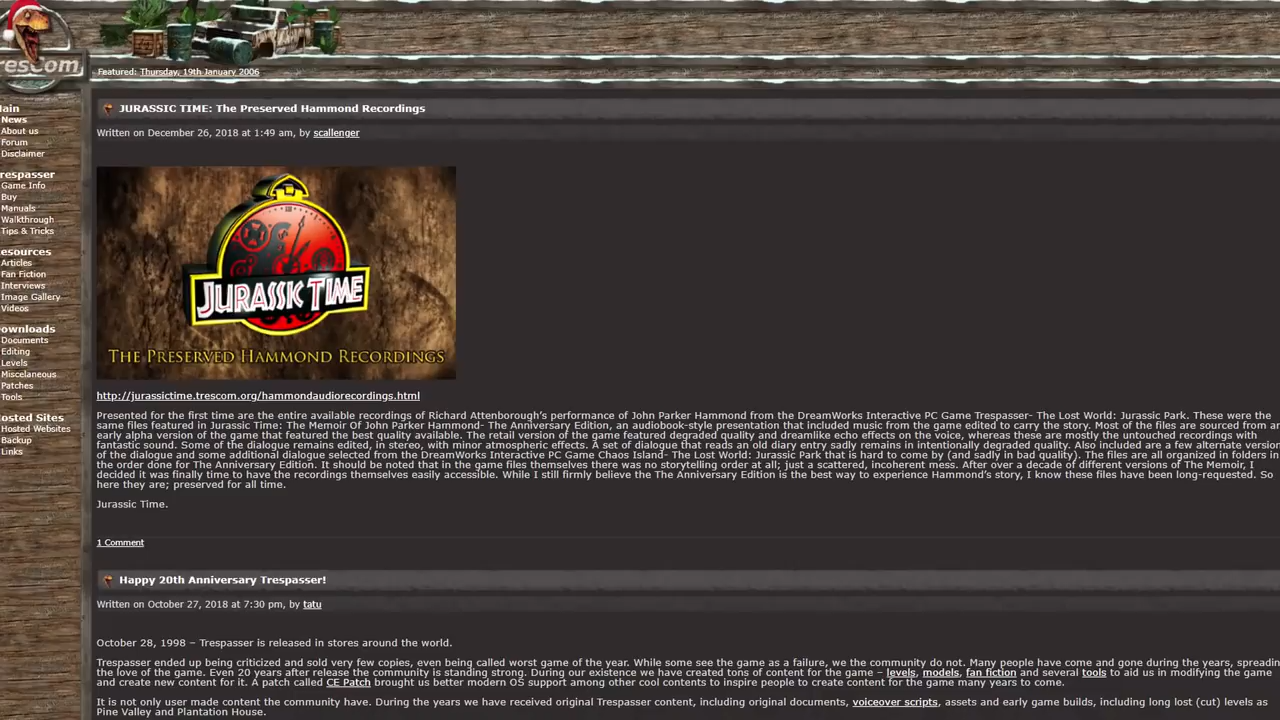 resCom
Featured: Thursday, 19th January 2006
ain
News
About us
Forum
Disclaimer
respasser
Game Info
Buy
Manuals
Walkthrough
Tips & Tricks
esources
Articles
Fan Fiction
Interviews
Image Gallery
Videos
ownloads
Documents
Editing
Levels
Miscellaneous
Patches
Tools
osted Sites
Hosted Websites
Backup
Links
JURASSIC TIME: The Preserved Hammond Recordings
Written on December 26, 2018 at 1:49 am, by scallenger
JURASSIC TIME
THE PRESERVED HAMMOND RECORDINGS
http://jurassictime.trescom.org/hammondaudiorecordings.html
Presented for the first time are the entire available recordings of Richard Attenborough's performance of John Parker Hammond from the DreamWorks Interactive PC Game Trespasser- The Lost World: Jurassic Park. These were the
same files featured in Jurassic Time: The Memoir Of John Parker Hammond- The Anniversary Edition, an audiobook-style presentation that included music from the game edited to carry the story. Most of the files are sourced from an
early alpha version of the game that featured the best quality available. The retail version of the game featured degraded quality and dreamlike echo effects on the voice, whereas these are mostly the untouched recordings with
fantastic sound. Some of the dialogue remains edited, in stereo, with minor atmospheric effects. A set of dialogue that reads an old diary entry sadly remains in intentionally degraded quality. Also included are a few alternate version
of the dialogue and some additional dialogue selected from the DreamWorks Interactive PC Game Chaos Island- The Lost World: Jurassic Park that is hard to come by (and sadly in bad quality). The files are all organized in folders in
the order done for The Anniversary Edition. It should be noted that in the game files themselves there was no storytelling order at all; just a scattered, incoherent mess. After over a decade of different versions of The Memoir, I
decided it was finally time to have the recordings themselves easily accessible. While I still firmly believe the The Anniversary Edition is the best way to experience Hammond's story, I know these files have been long-requested. So
here they are; preserved for all time.
Jurassic Time.
1 Comment
Happy 20th Anniversary Trespasser!
Written on October 27, 2018 at 7:30 pm, by tatu
October 28, 1998 – Trespasser is released in stores around the world.
Trespasser ended up being criticized and sold very few copies, even being called worst game of the year. While some see the game as a failure, we the community do not. Many people have come and gone during the years, spreadin
the love of the game. Even 20 years after release the community is standing strong. During our existence we have created tons of content for the game – levels, models, fan fiction and several tools to aid us in modifying the game
and create new content for it. A patch called CE Patch brought us better modern OS support among other cool contents to inspire people to create content for the game many years to come.
It is not only user made content the community have. During the years we have received original Trespasser content, including original documents, voiceover scripts, assets and early game builds, including long lost (cut) levels as
Pine Valley and Plantation House.